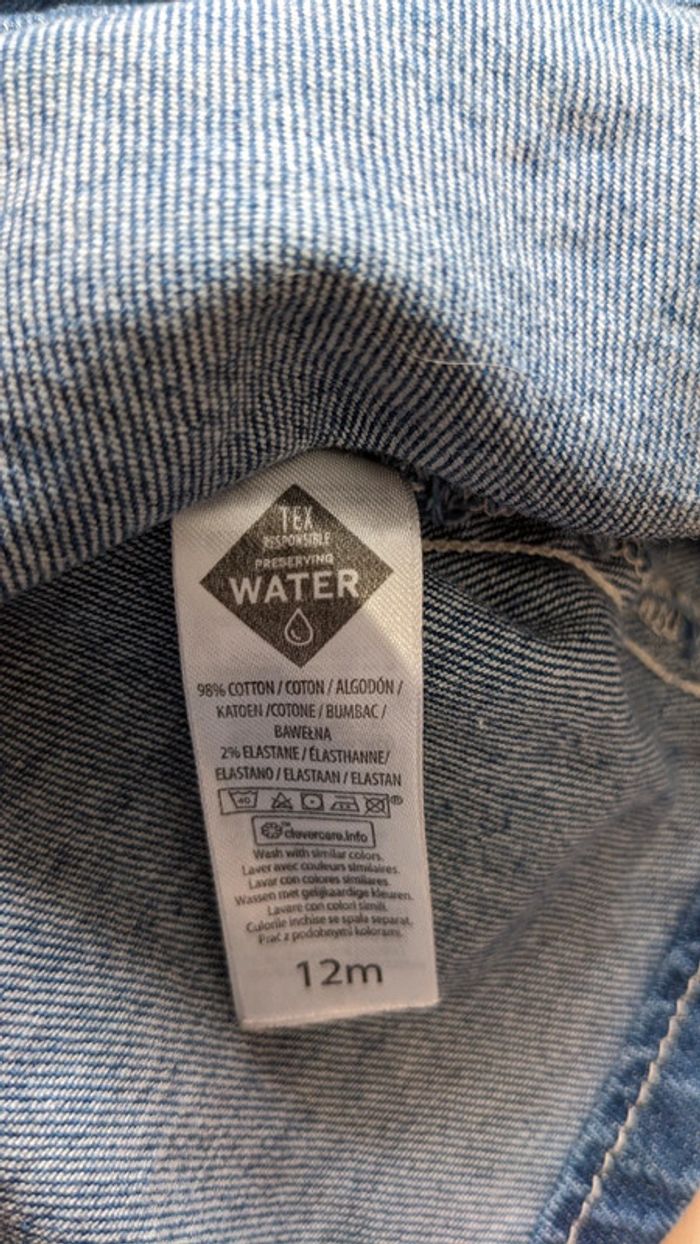 TEX
RESPONSIBLE
PRESERVING
WATER
98% COTTON / COTON / ALGODÓN /
KATOEN /COTONE / BUMBAC /
BAWEŁNA
2% ELASTANE / ÉLASTHANNE/
ELASTANO / ELASTAAN / ELASTAN
40 ®
clevercare.info
Wash with similar colors.
Laver avec couleurs similaires.
Lavar con colores similares.
Wassen met gelijkaardige kleuren.
Lavare con colori simili.
Culorile inchise se spala separat.
Prać z podobnymi kolorami.
12m